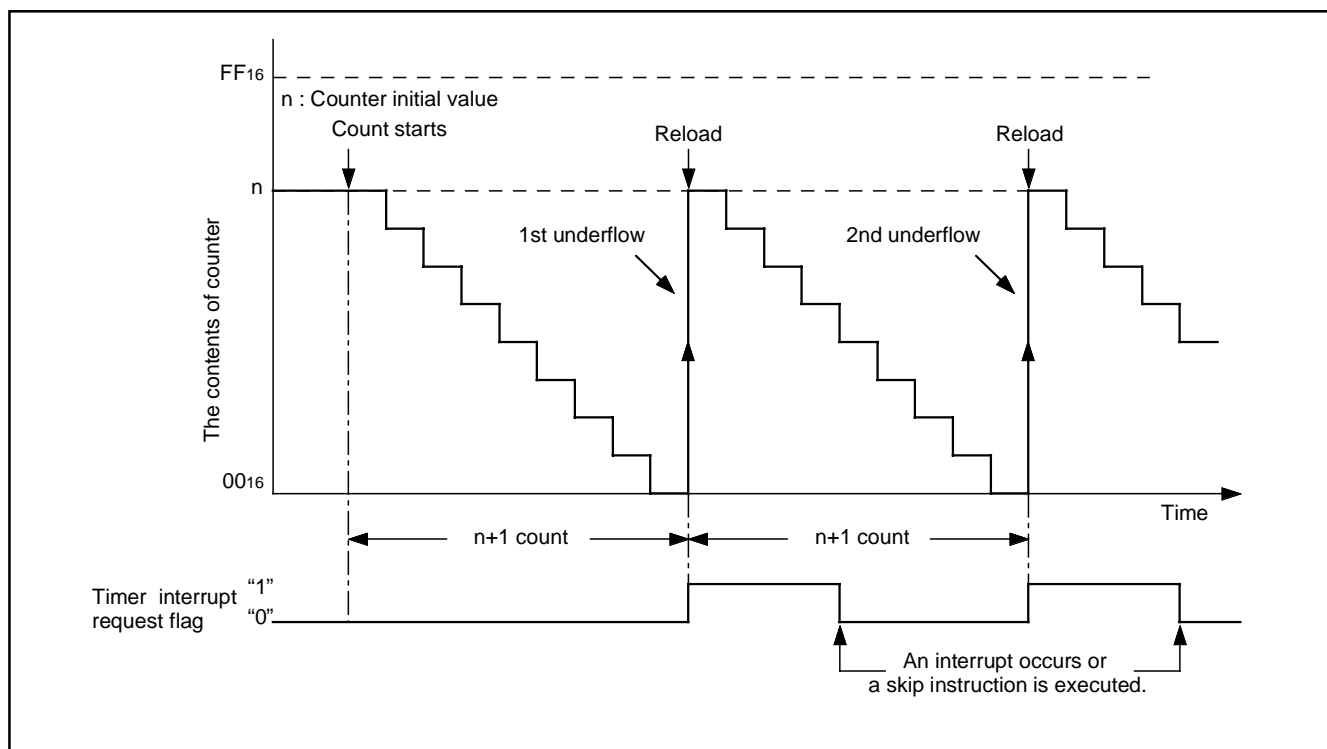 FF16
n : Counter initial value
Count starts
Reload
Reload
n
1st underflow
2nd underflow
The contents of counter
0016
Time
n+1 count
n+1 count
Timer interrupt
request flag
“1”
“0”
An interrupt occurs or
a skip instruction is executed.